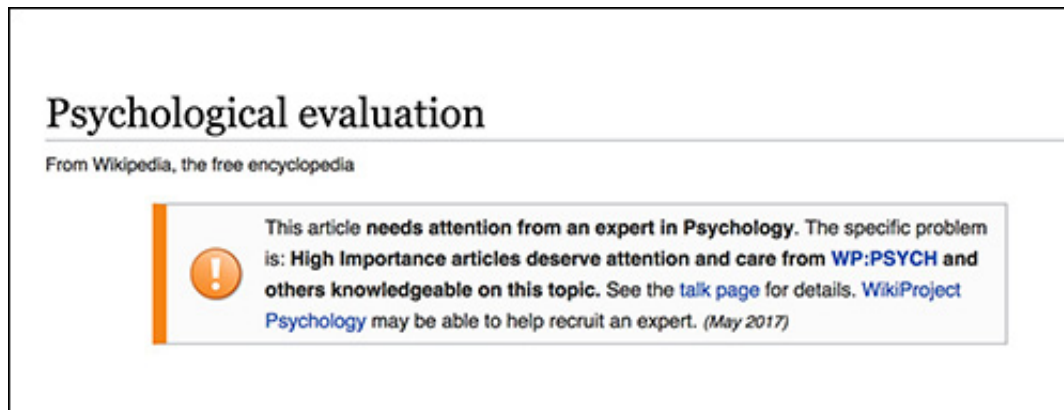 Psychological evaluation
From Wikipedia, the free encyclopedia
This article needs attention from an expert in Psychology. The specific problem
is: High Importance articles deserve attention and care from WP:PSYCH and
others knowledgeable on this topic. See the talk page for details. WikiProject
Psychology may be able to help recruit an expert. (May 2017)